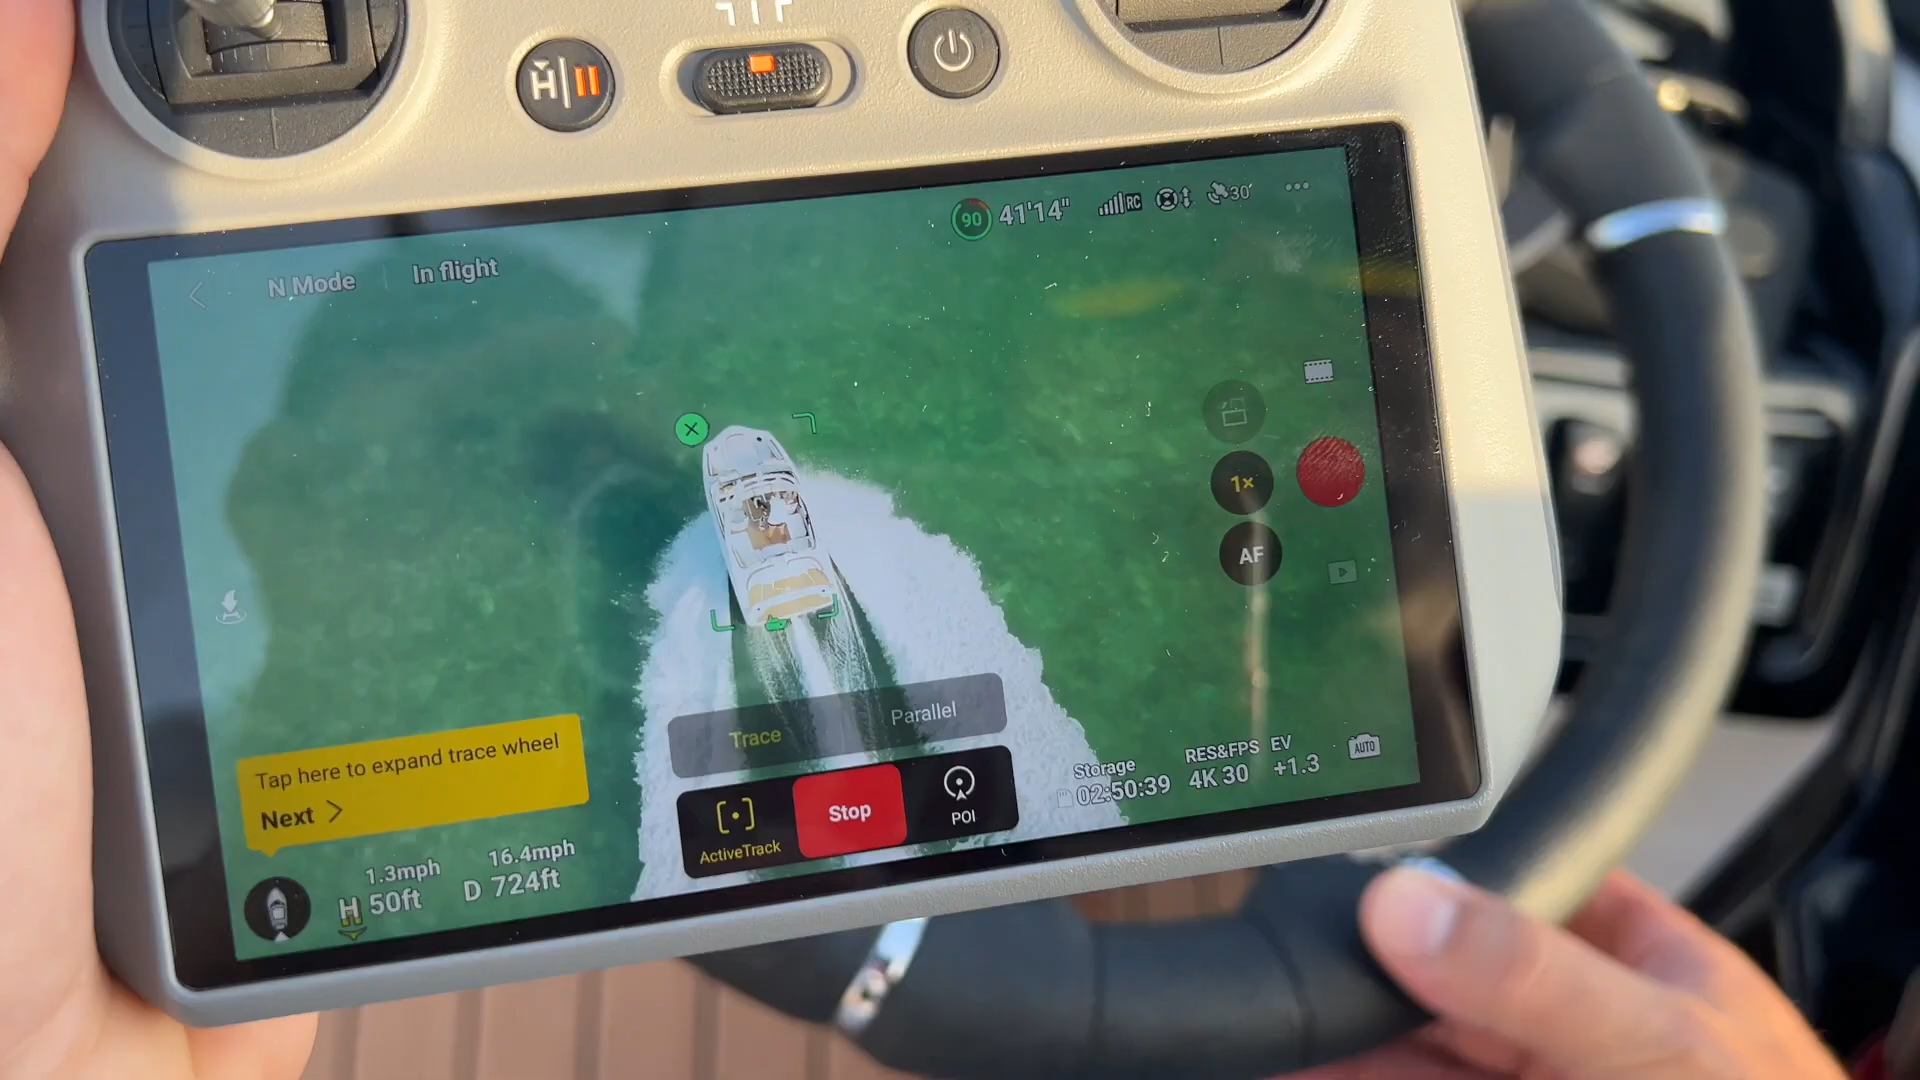 H
90 41'14" RC 30
N Mode In flight
1×
AF
Tap here to expand trace wheel
Next
Trace Parallel
ActiveTrack Stop POI
1.3mph 16.4mph
H 50ft D 724ft
Storage RES&FPS EV
02:50:39 4K 30 +1.3
AUTO